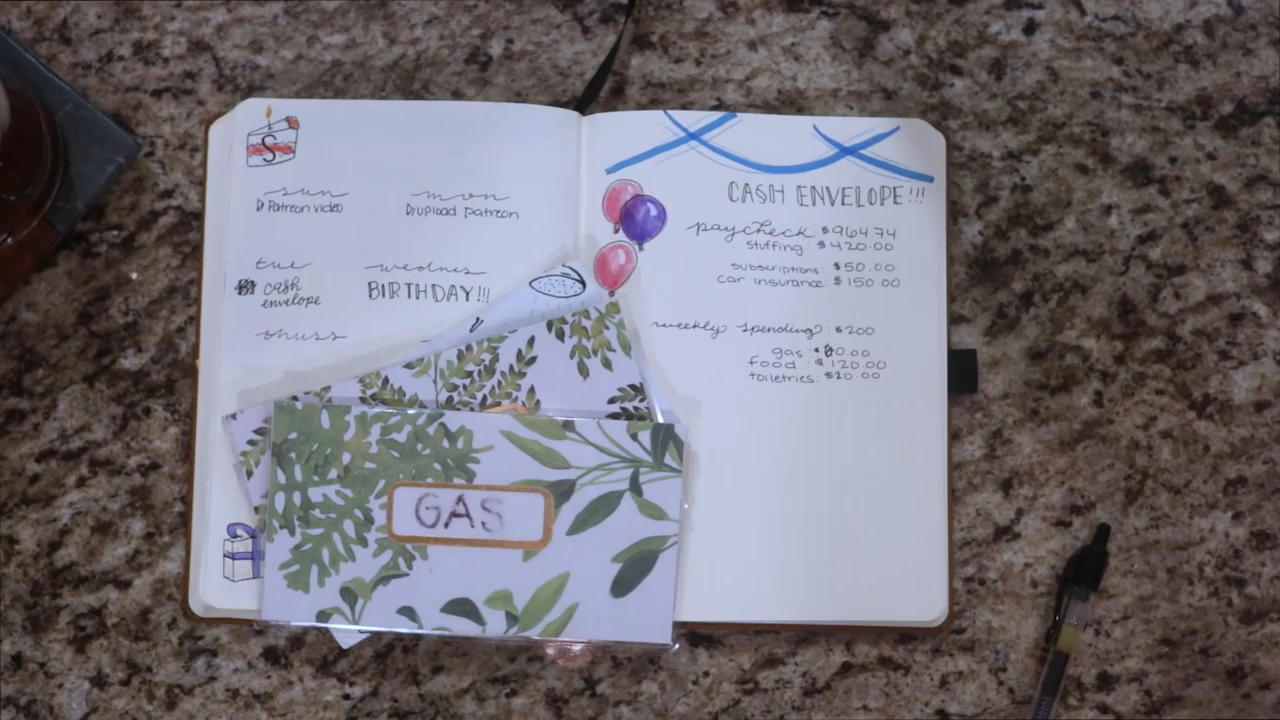 S
sun
Patreon video
mon
upload patreon
tue
cash
envelope
wednes
BIRTHDAY!!!
thurs
CASH ENVELOPE!!!
paycheck: $964.74
stuffing: $420.00
subscriptions: $50.00
car insurance: $150.00
weekly spending: $200
gas:
food: $120.00
toiletries: $20.00
GAS